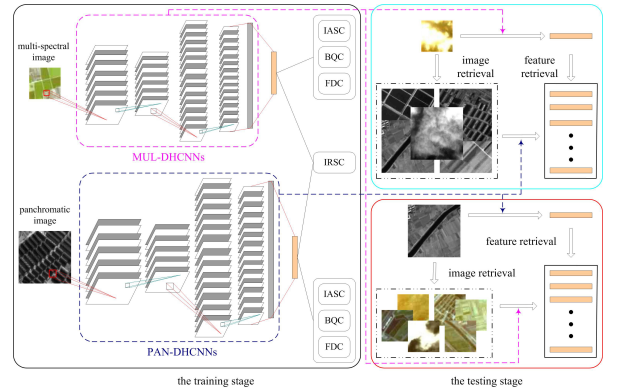 multi-spectral
image
MUL-DHCNNs
IASC
BQC
FDC
IRSC
panchromatic
image
PAN-DHCNNs
IASC
BQC
FDC
the training stage
image
retrieval
feature
retrieval
feature retrieval
image retrieval
the testing stage